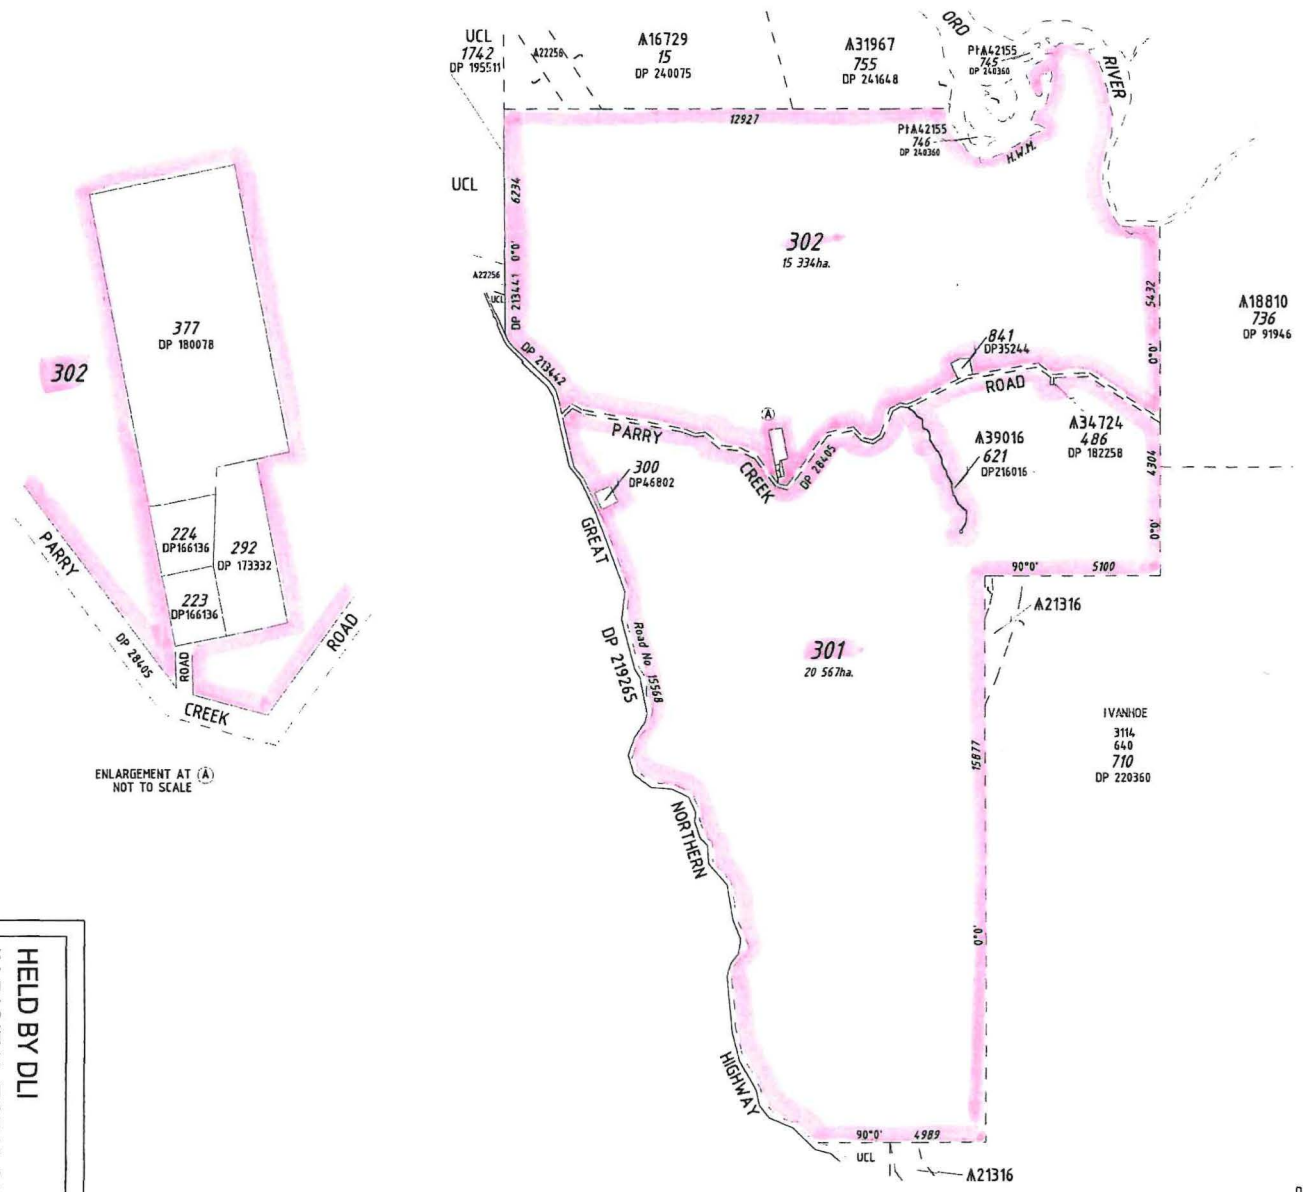 UCL
1742
DP 195511
A22256
A16729
15
DP 240075
A31967
755
DP 241648
ORD
RIVER
PtA42155
745
DP 240360
PtA42155
746
DP 240360
H.W.M.
12927
UCL
6234
0°0'
DP 213441
A22256
UCL
302
15 334ha.
5432
0°0'
A18810
736
DP 91946
377
DP 180078
302
DP 213442
841
DP35244
ROAD
A34724
486
DP 182258
A39016
621
DP216016
4304
0°0'
A
PARRY
CREEK
DP 28405
300
DP46802
GREAT
224
DP166136
292
DP 173332
223
DP166136
PARRY
DP 28405
ROAD
ROAD
CREEK
ENLARGEMENT AT A
NOT TO SCALE
90°0'
5100
A21316
DP 219265
Road No. 15568
301
20 567ha.
IVANHOE
3114
640
710
DP 220360
15877
0°0'
NORTHERN
HIGHWAY
90°0'
4989
UCL
A21316
HELD BY DLI